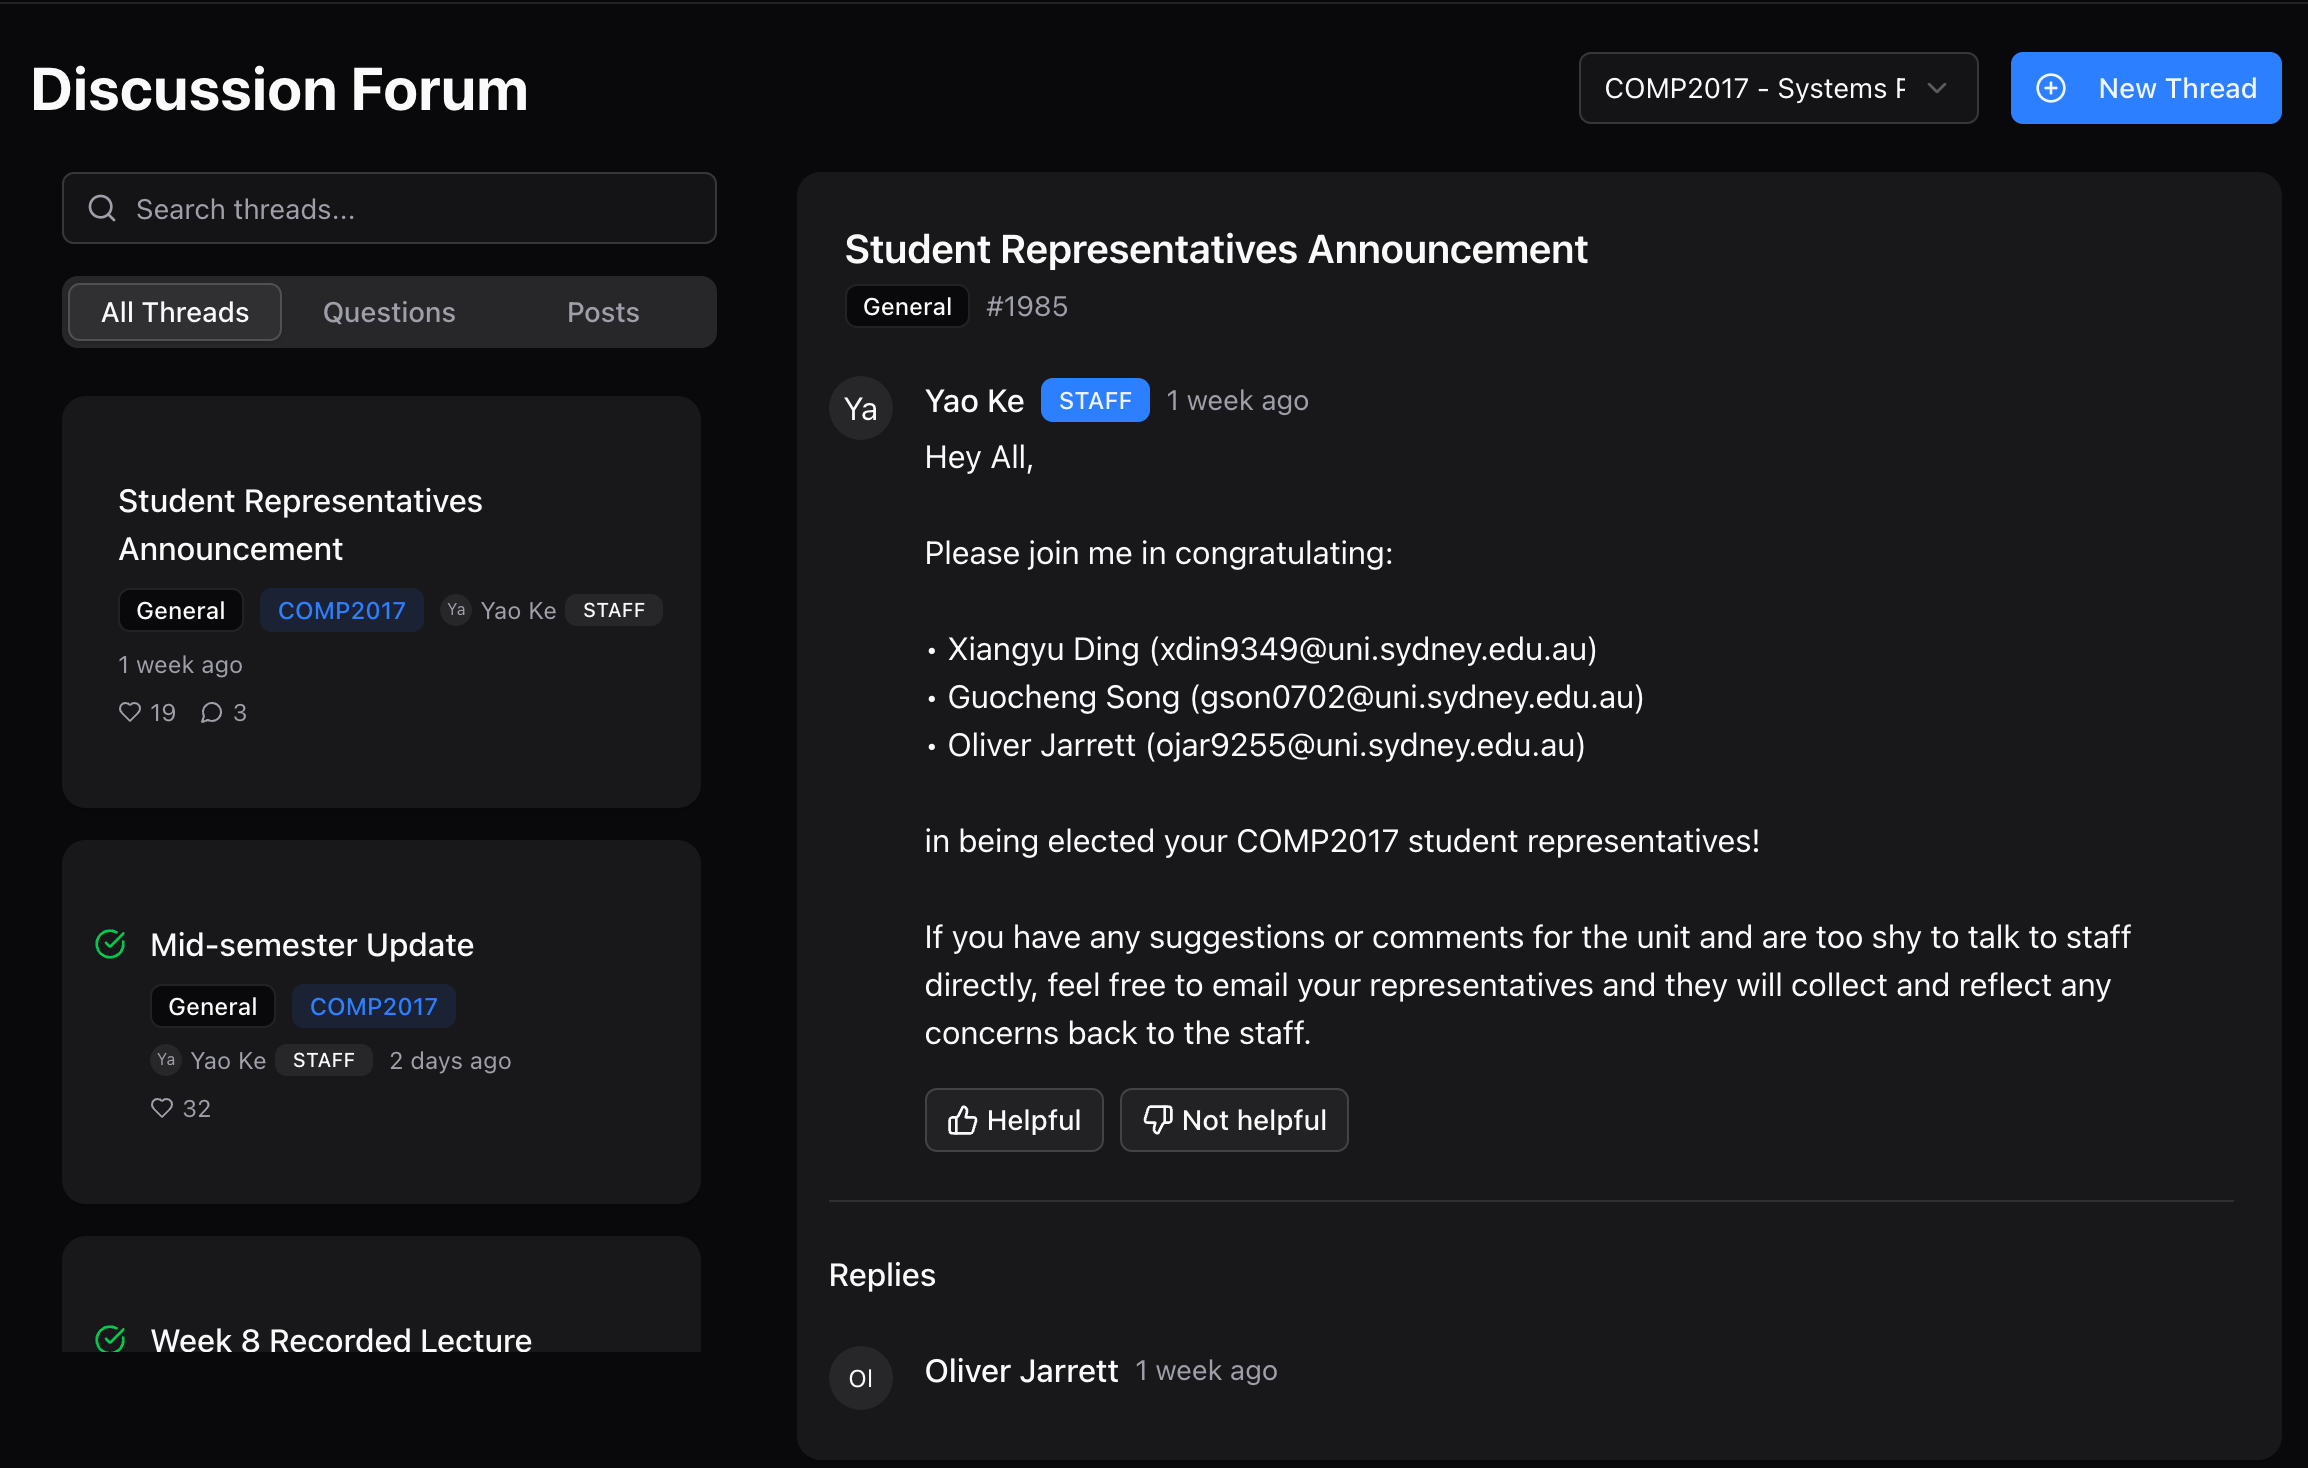 Discussion Forum
COMP2017 - Systems P
New Thread
Search threads...
All Threads
Questions
Posts
Student Representatives
Announcement
General COMP2017 Ya Yao Ke STAFF
1 week ago
19 3
Mid-semester Update
General COMP2017
Ya Yao Ke STAFF 2 days ago
32
Week 8 Recorded Lecture
Student Representatives Announcement
General #1985
Ya Yao Ke STAFF 1 week ago
Hey All,
Please join me in congratulating:
• Xiangyu Ding (xdin9349@uni.sydney.edu.au)
• Guocheng Song (gson0702@uni.sydney.edu.au)
• Oliver Jarrett (ojar9255@uni.sydney.edu.au)
in being elected your COMP2017 student representatives!
If you have any suggestions or comments for the unit and are too shy to talk to staff
directly, feel free to email your representatives and they will collect and reflect any
concerns back to the staff.
Helpful Not helpful
Replies
Ol Oliver Jarrett 1 week ago